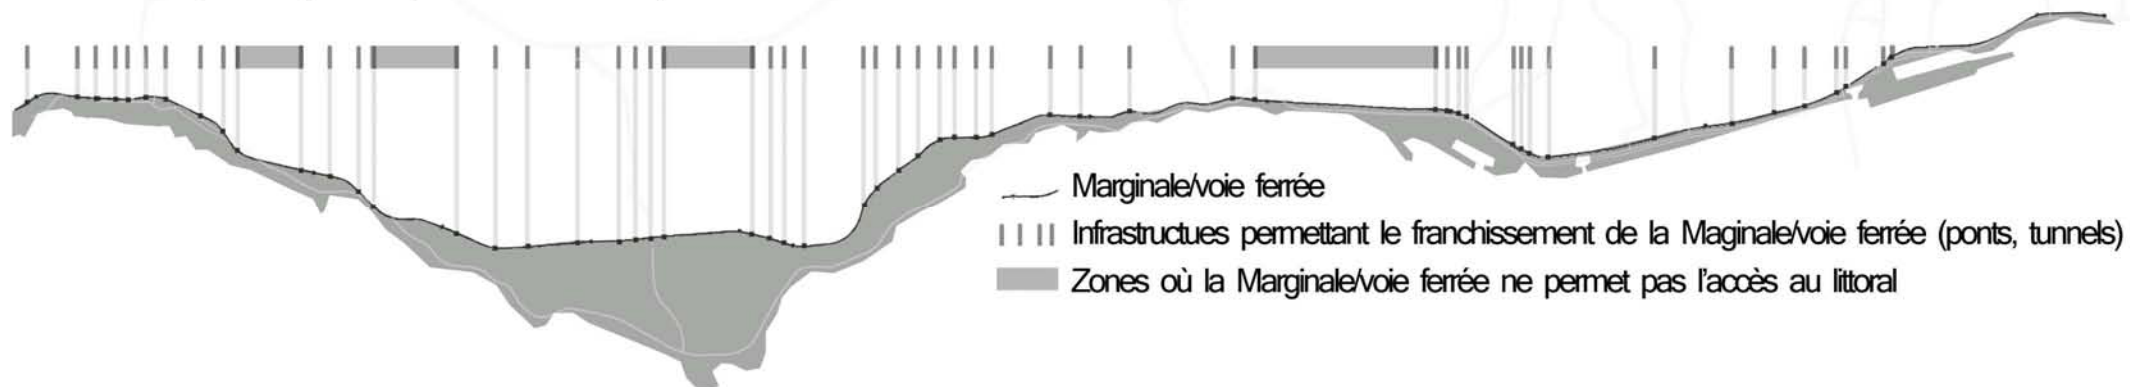 Marginale/voie ferrée
Infrastructues permettant le franchissement de la Maginale/voie ferrée (ponts, tunnels)
Zones où la Marginale/voie ferrée ne permet pas l'accès au littoral